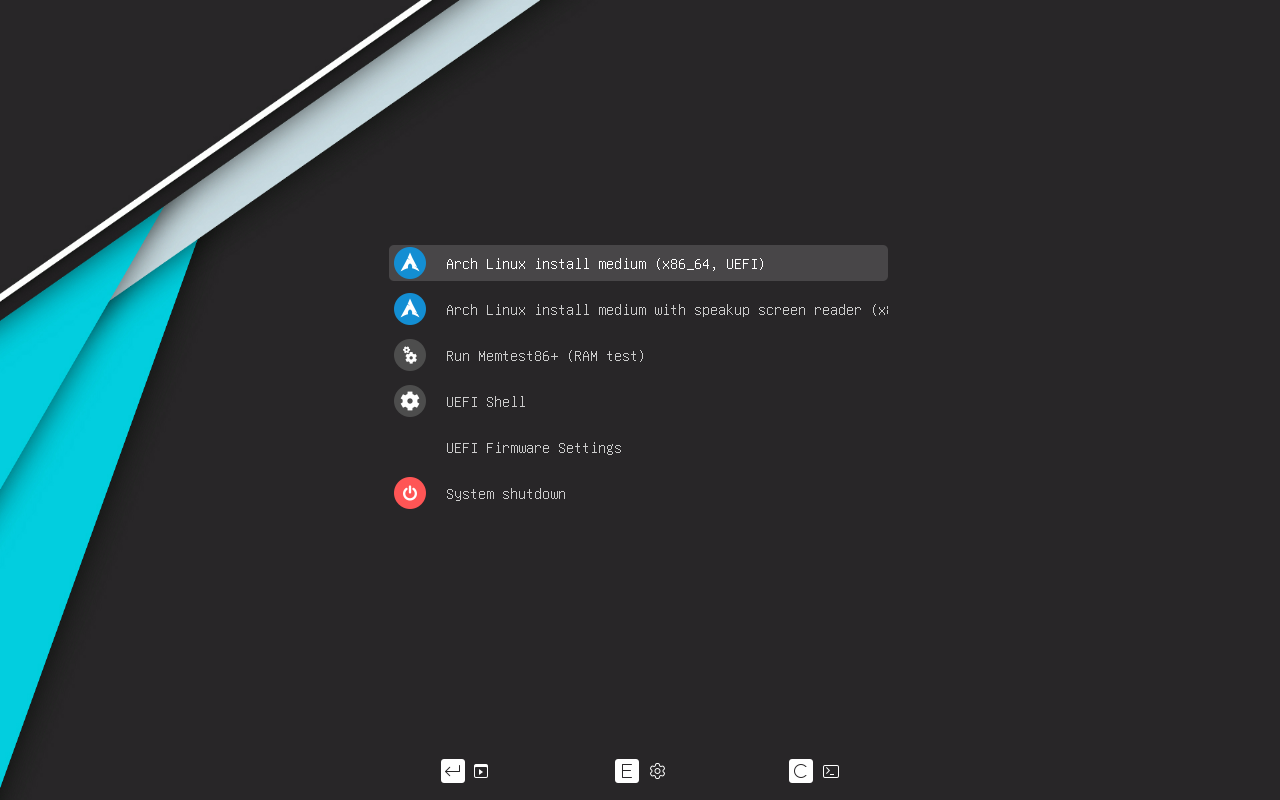 Arch Linux install medium (x86_64, UEFI)
Arch Linux install medium with speakup screen reader
Run Memtest86+ (RAM test)
UEFI Shell
UEFI Firmware Settings
System shutdown
E
C